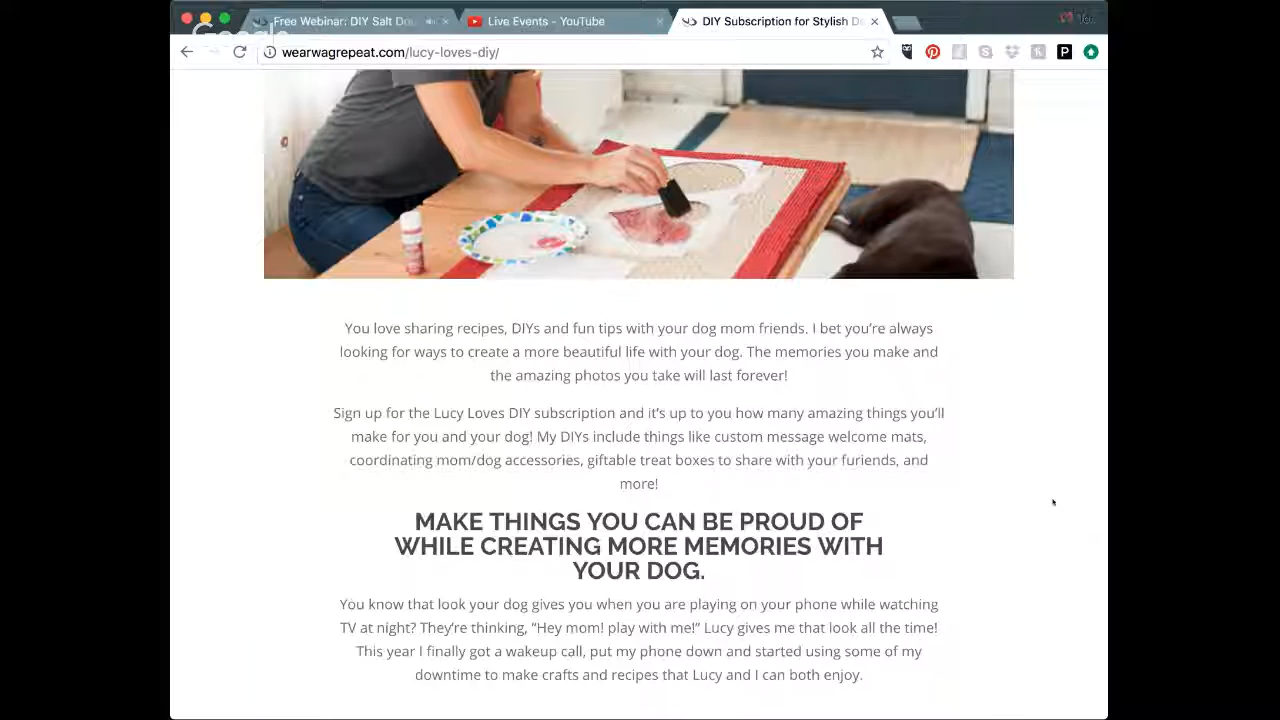 Free Webinar: DIY Salt Dou
Live Events - YouTube
DIY Subscription for Stylish D
Google
wearwagrepeat.com/lucy-loves-diy/
You love sharing recipes, DIYs and fun tips with your dog mom friends. I bet you're always
looking for ways to create a more beautiful life with your dog. The memories you make and
the amazing photos you take will last forever!
Sign up for the Lucy Loves DIY subscription and it's up to you how many amazing things you'll
make for you and your dog! My DIYs include things like custom message welcome mats,
coordinating mom/dog accessories, giftable treat boxes to share with your furiends, and
more!
MAKE THINGS YOU CAN BE PROUD OF
WHILE CREATING MORE MEMORIES WITH
YOUR DOG.
You know that look your dog gives you when you are playing on your phone while watching
TV at night? They're thinking, “Hey mom! play with me!” Lucy gives me that look all the time!
This year I finally got a wakeup call, put my phone down and started using some of my
downtime to make crafts and recipes that Lucy and I can both enjoy.